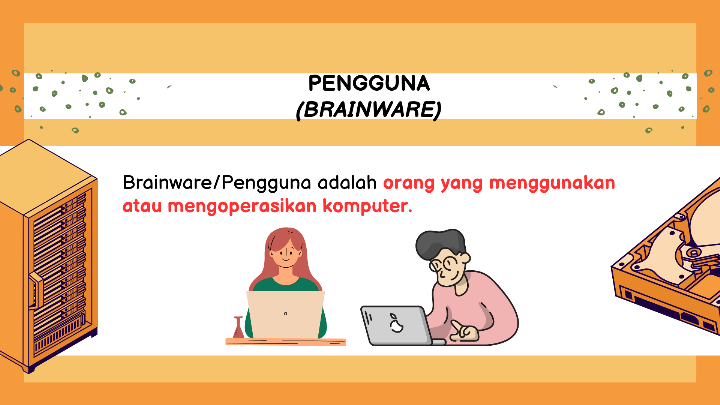 PENGGUNA
(BRAINWARE)
Brainware/Pengguna adalah orang yang menggunakan
atau mengoperasikan komputer.